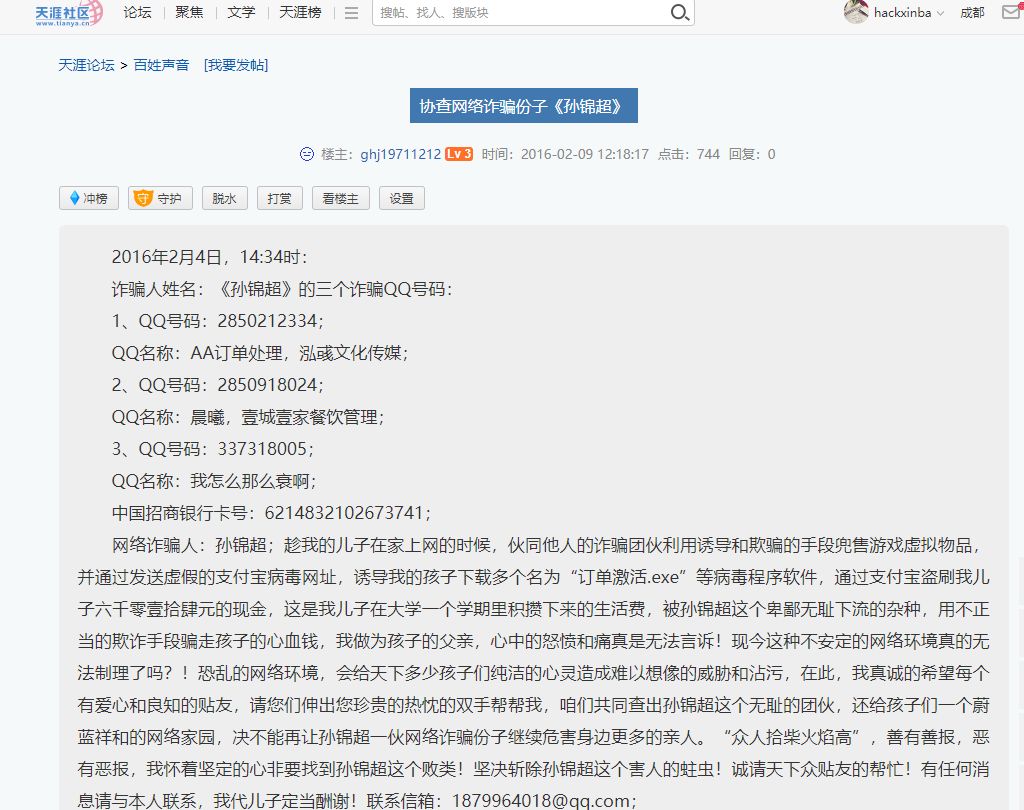 天涯社区 论坛 聚焦 文学 天涯榜 搜帖、找人、搜版块 hackxinba 成都
www.tianya.cn
天涯论坛 > 百姓声音 [我要发帖]
协查网络诈骗份子《孙锦超》
楼主：ghj19711212 Lv 3 时间：2016-02-09 12:18:17 点击：744 回复：0
冲榜 守 守护 脱水 打赏 看楼主 设置
2016年2月4日，14:34时：
诈骗人姓名：《孙锦超》的三个诈骗QQ号码：
1、QQ号码：2850212334；
QQ名称：AA订单处理，泓彧文化传媒；
2、QQ号码：2850918024；
QQ名称：晨曦，壹城壹家餐饮管理；
3、QQ号码：337318005；
QQ名称：我怎么那么衰啊；
中国招商银行卡号：6214832102673741；
网络诈骗人：孙锦超；趁我的儿子在家上网的时候，伙同他人的诈骗团伙利用诱导和欺骗的手段兜售游戏虚拟物品，
并通过发送虚假的支付宝病毒网址，诱导我的孩子下载多个名为“订单激活.exe”等病毒程序软件，通过支付宝盗刷我儿
子六千零壹拾肆元的现金，这是我儿子在大学一个学期里积攒下来的生活费，被孙锦超这个卑鄙无耻下流的杂种，用不正
当的欺诈手段骗走孩子的心血钱，我做为孩子的父亲，心中的怒愤和痛真是无法言诉！现今这种不安定的网络环境真的无
法制理了吗？！恐乱的网络环境，会给天下多少孩子们纯洁的心灵造成难以想像的威胁和沾污，在此，我真诚的希望每个
有爱心和良知的贴友，请您们伸出您珍贵的热忱的双手帮帮我，咱们共同查出孙锦超这个无耻的团伙，还给孩子们一个蔚
蓝祥和的网络家园，决不能再让孙锦超一伙网络诈骗份子继续危害身边更多的亲人。“众人拾柴火焰高”，善有善报，恶
有恶报，我怀着坚定的心非要找到孙锦超这个败类！坚决斩除孙锦超这个害人的蛀虫！诚请天下众贴友的帮忙！有任何消
息请与本人联系，我代儿子定当酬谢！联系信箱：1879964018@qq.com；